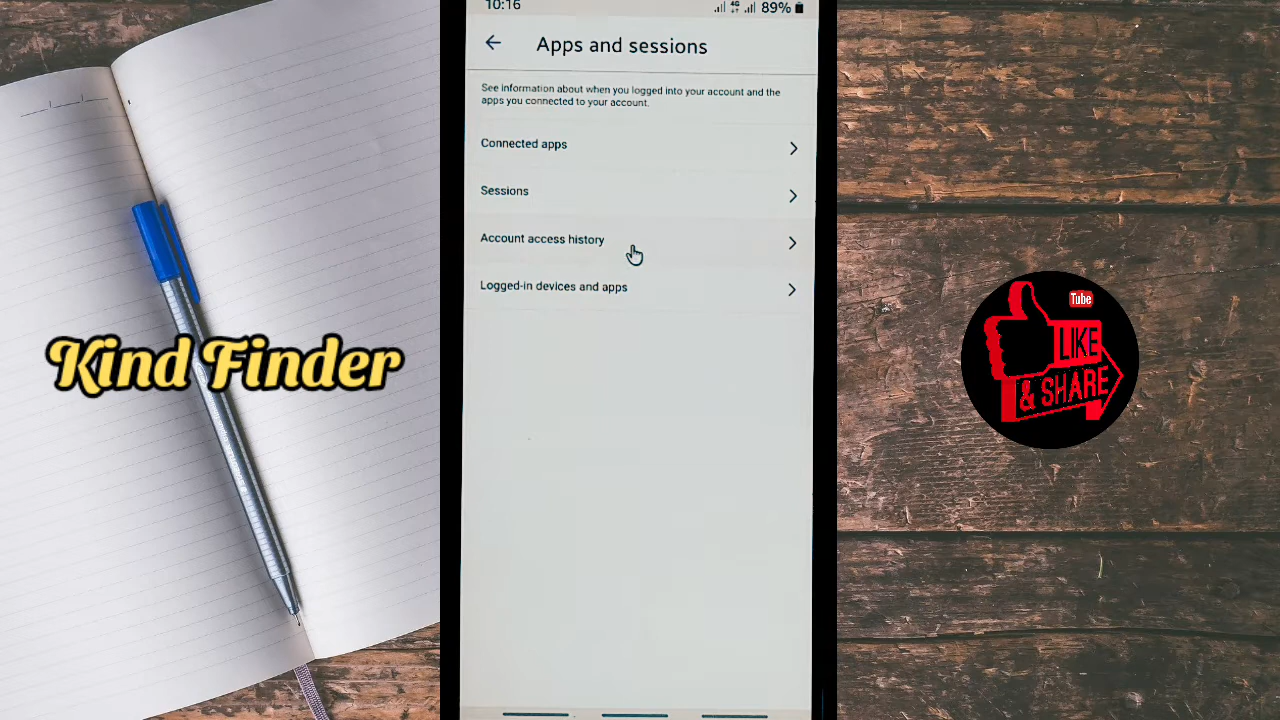 10:16
4G
89%
Apps and sessions
See information about when you logged into your account and the
apps you connected to your account.
Connected apps
Sessions
Account access history
Logged-in devices and apps
Kind Finder
Tube
LIKE
& SHARE